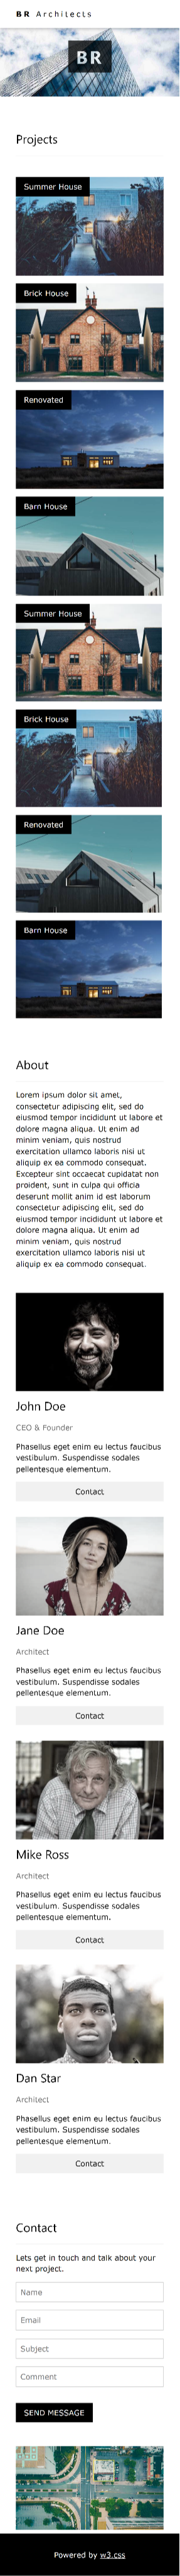 BR Architects
BR
Projects
Summer House
Brick House
Renovated
Barn House
Summer House
Brick House
Renovated
Barn House
About
Lorem ipsum dolor sit amet,
consectetur adipiscing elit, sed do
eiusmod tempor incididunt ut labore et
dolore magna aliqua. Ut enim ad
minim veniam, quis nostrud
exercitation ullamco laboris nisi ut
aliquip ex ea commodo consequat.
Excepteur sint occaecat cupidatat non
proident, sunt in culpa qui officia
deserunt mollit anim id est laborum
consectetur adipiscing elit, sed do
eiusmod tempor incididunt ut labore et
dolore magna aliqua. Ut enim ad
minim veniam, quis nostrud
exercitation ullamco laboris nisi ut
aliquip ex ea commodo consequat.
John Doe
CEO & Founder
Phasellus eget enim eu lectus faucibus
vestibulum. Suspendisse sodales
pellentesque elementum.
Contact
Jane Doe
Architect
Phasellus eget enim eu lectus faucibus
vestibulum. Suspendisse sodales
pellentesque elementum.
Contact
Mike Ross
Architect
Phasellus eget enim eu lectus faucibus
vestibulum. Suspendisse sodales
pellentesque elementum.
Contact
Dan Star
Architect
Phasellus eget enim eu lectus faucibus
vestibulum. Suspendisse sodales
pellentesque elementum.
Contact
Contact
Lets get in touch and talk about your
next project.
Name
Email
Subject
Comment
SEND MESSAGE
Powered by w3.css